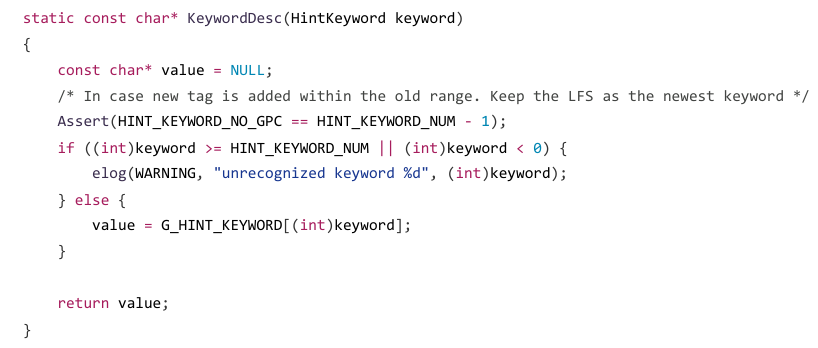 static const char* KeywordDesc(HintKeyword keyword)
{
    const char* value = NULL;
    /* In case new tag is added within the old range. Keep the LFS as the newest keyword */
    Assert(HINT_KEYWORD_NO_GPC == HINT_KEYWORD_NUM - 1);
    if ((int)keyword >= HINT_KEYWORD_NUM || (int)keyword < 0) {
        elog(WARNING, "unrecognized keyword %d", (int)keyword);
    } else {
        value = G_HINT_KEYWORD[(int)keyword];
    }

    return value;
}